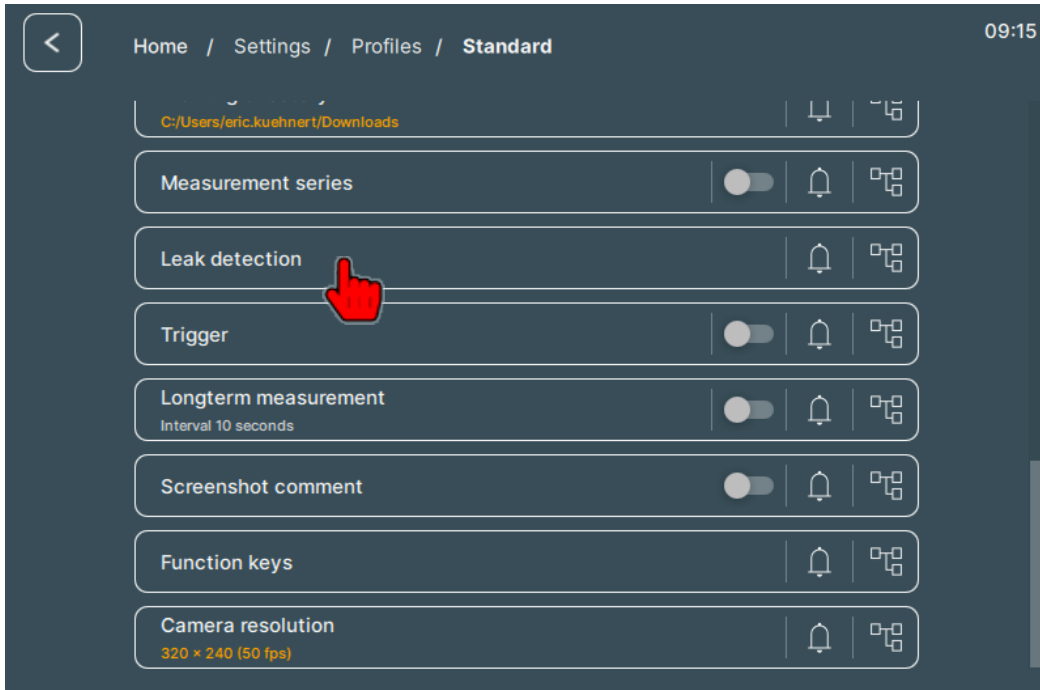 Home / Settings / Profiles / Standard
09:15
C:/Users/eric.kuehnert/Downloads
Measurement series
Leak detection
Trigger
Longterm measurement
Interval 10 seconds
Screenshot comment
Function keys
Camera resolution
320 × 240 (50 fps)